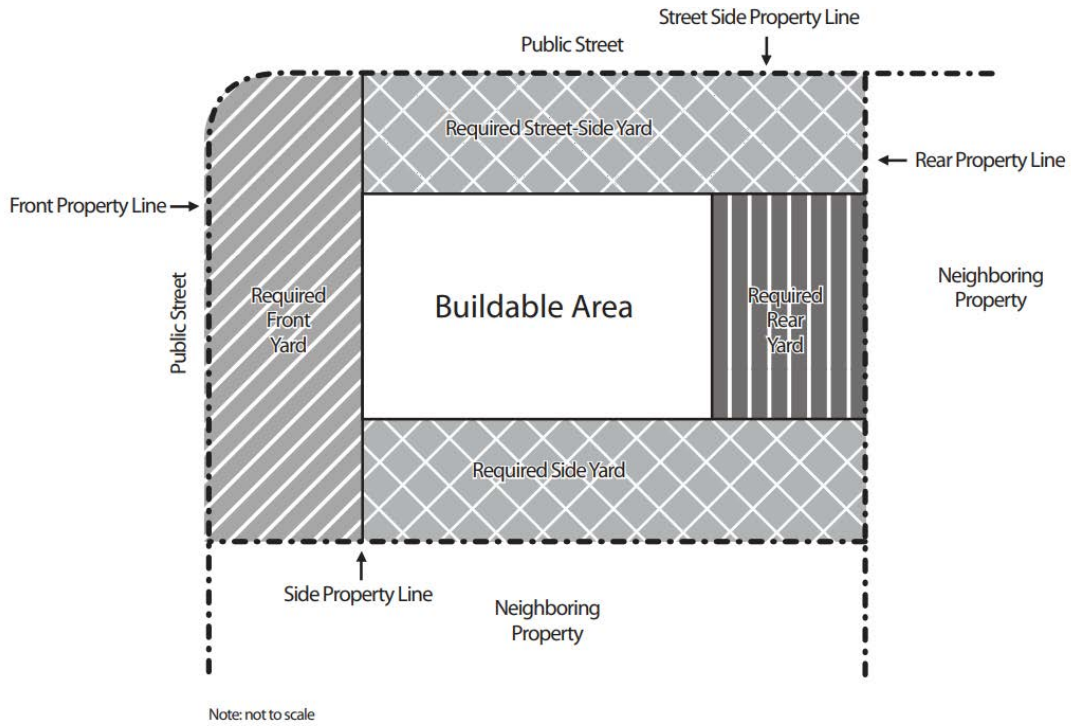 Street Side Property Line
Public Street
Required Street-Side Yard
Rear Property Line
Front Property Line
Public Street
Required
Front
Yard
Buildable Area
Required
Rear
Yard
Neighboring
Property
Required Side Yard
Side Property Line
Neighboring
Property
Note: not to scale